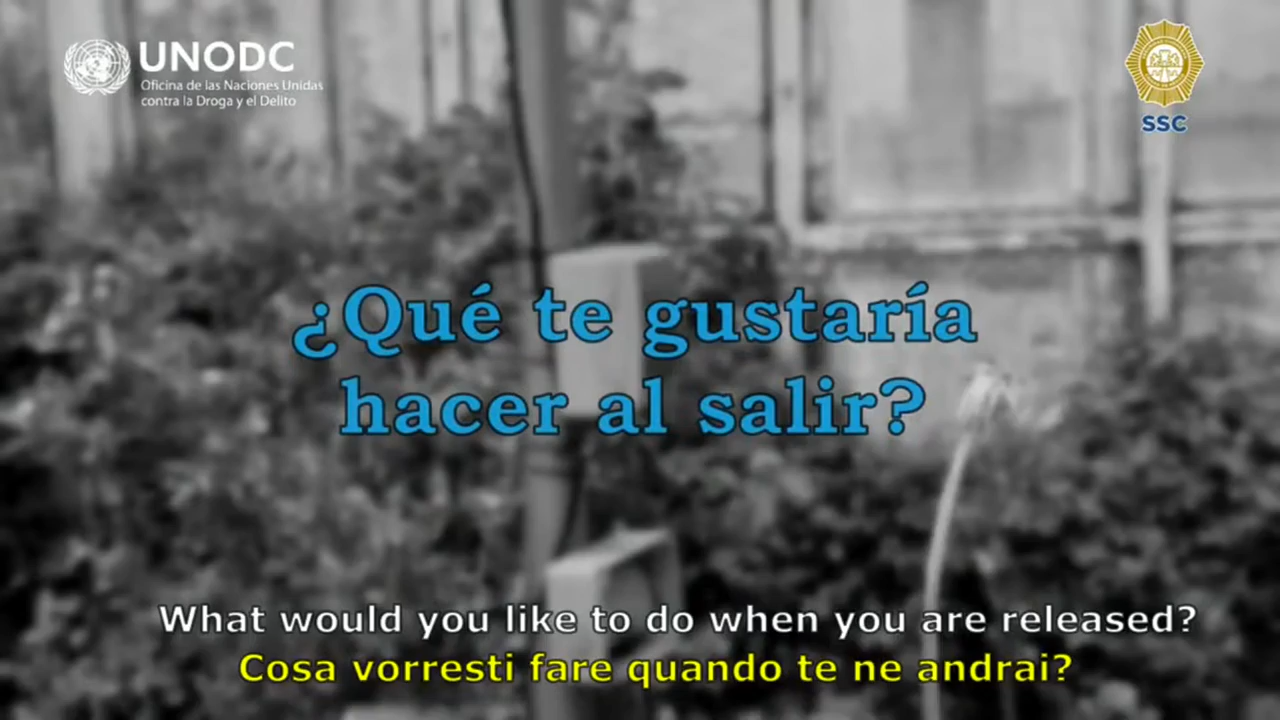 UNODC
Oficina de las Naciones Unidas
contra la Droga y el Delito
SSC
¿Qué te gustaría
hacer al salir?
What would you like to do when you are released?
Cosa vorresti fare quando te ne andrai?